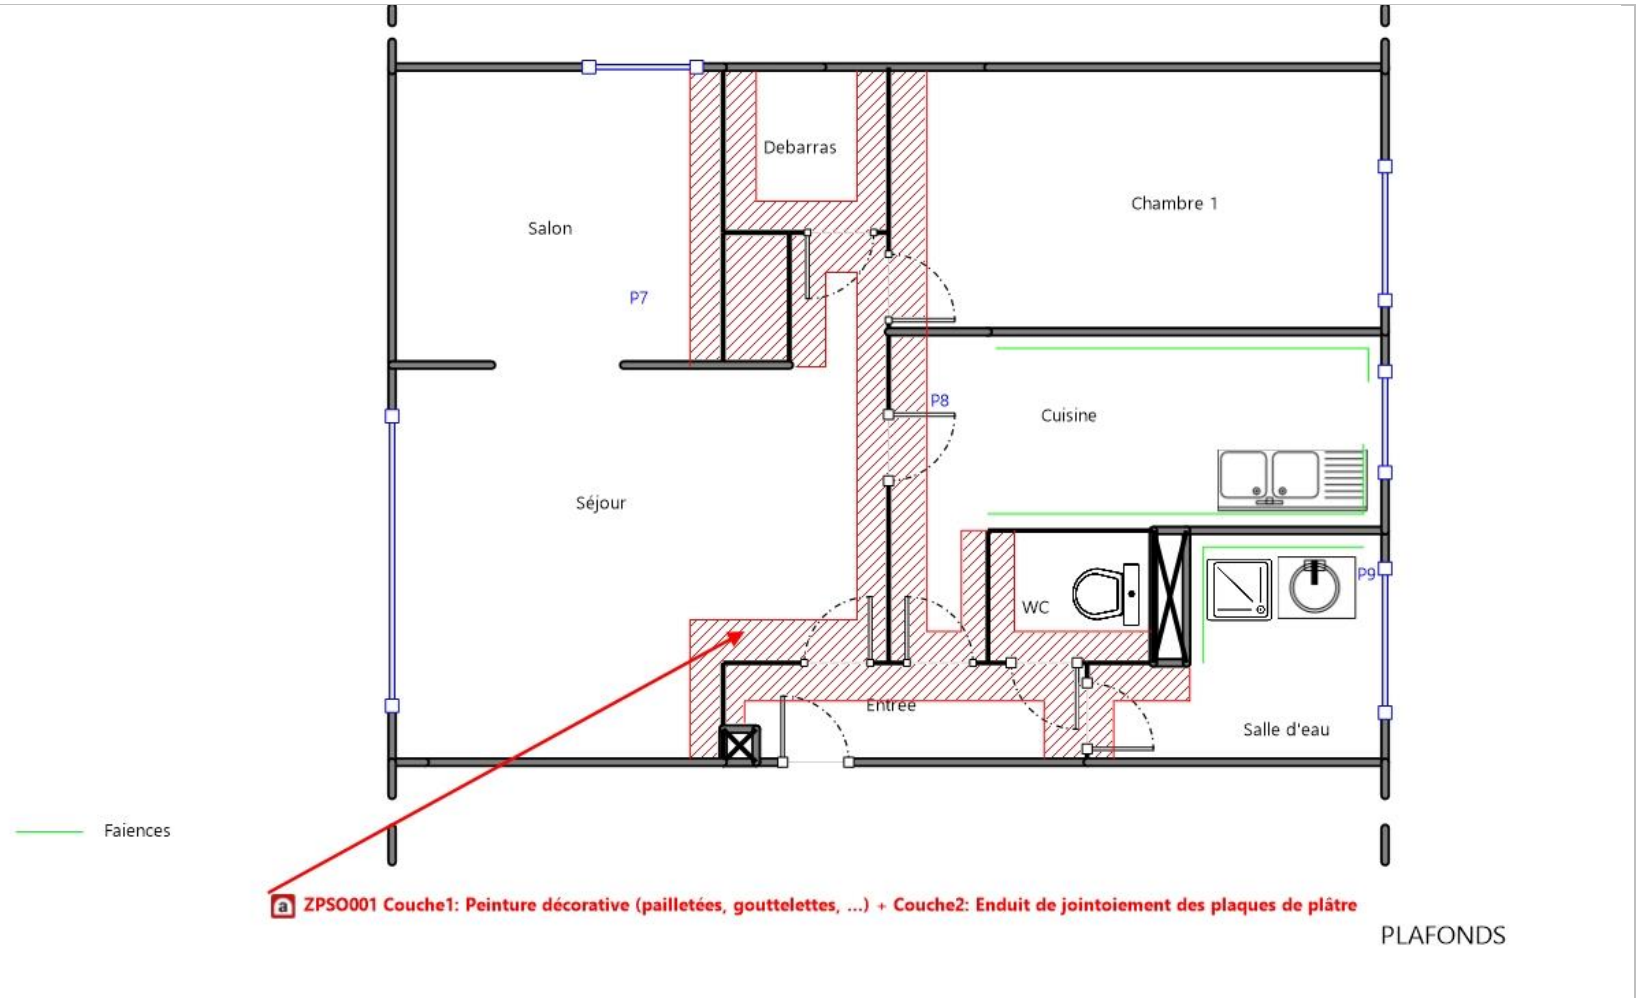 Debarras
Chambre 1
Salon
P7
P8
Cuisine
Séjour
P9
WC
Entrée
Salle d'eau
Faiences
a ZPSO001 Couche1: Peinture décorative (pailletées, gouttelettes, ...) + Couche2: Enduit de jointoiement des plaques de plâtre
PLAFONDS